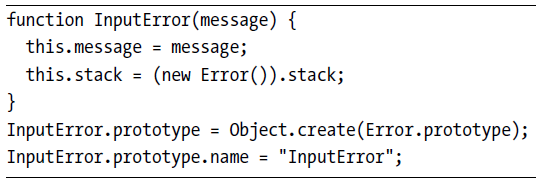 function InputError(message) {
  this.message = message;
  this.stack = (new Error()).stack;
}
InputError.prototype = Object.create(Error.prototype);
InputError.prototype.name = "InputError";